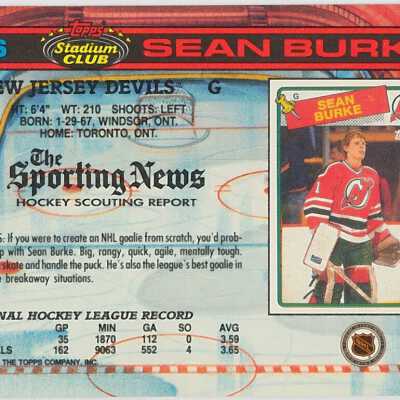 Topps
Stadium
CLUB
SEAN BURK
EW JERSEY DEVILS G
HT: 6'4" WT: 210 SHOOTS: LEFT
BORN: 1-29-67, WINDSOR, ONT.
HOME: TORONTO, ONT.
The
Sporting News
HOCKEY SCOUTING REPORT
S: If you were to create an NHL goalie from scratch, you'd prob-
with Sean Burke. Big, rangy, quick, agile, mentally tough.
skate and handle the puck. He's also the league's best goalie in
breakaway situations.
NAL HOCKEY LEAGUE RECORD
GP MIN GA SO AVG
35 1870 112 0 3.59
LS 162 9063 552 4 3.65
THE TOPPS COMPANY, INC.
G
SEAN
BURKE
1
NHL